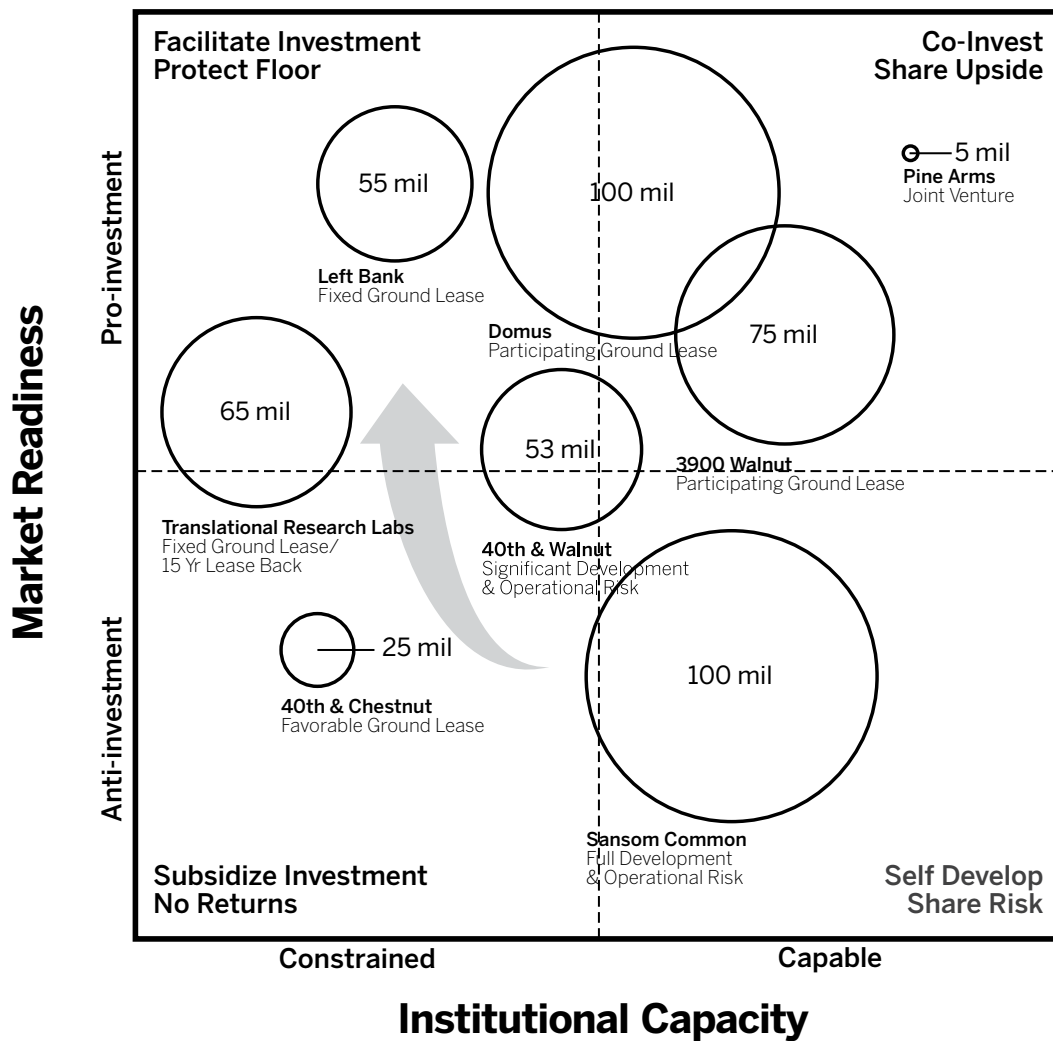 Facilitate Investment
Protect Floor
Co-Invest
Share Upside
55 mil
Left Bank
Fixed Ground Lease
100 mil
Domus
Participating Ground Lease
5 mil
Pine Arms
Joint Venture
75 mil
3900 Walnut
Participating Ground Lease
65 mil
Translational Research Labs
Fixed Ground Lease/
15 Yr Lease Back
53 mil
40th & Walnut
Significant Development
& Operational Risk
25 mil
40th & Chestnut
Favorable Ground Lease
100 mil
Sansom Common
Full Development
& Operational Risk
Subsidize Investment
No Returns
Self Develop
Share Risk
Market Readiness
Pro-investment
Anti-investment
Constrained
Capable
Institutional Capacity